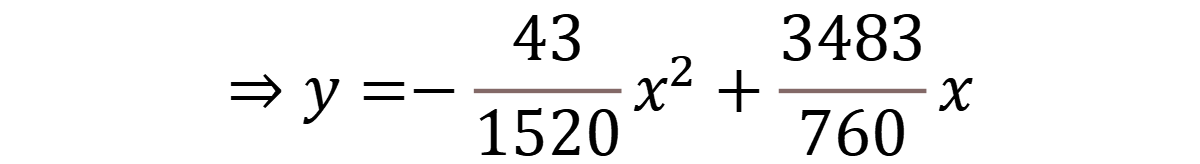 ⇒ y =− 43/1520 x² + 3483/760 x